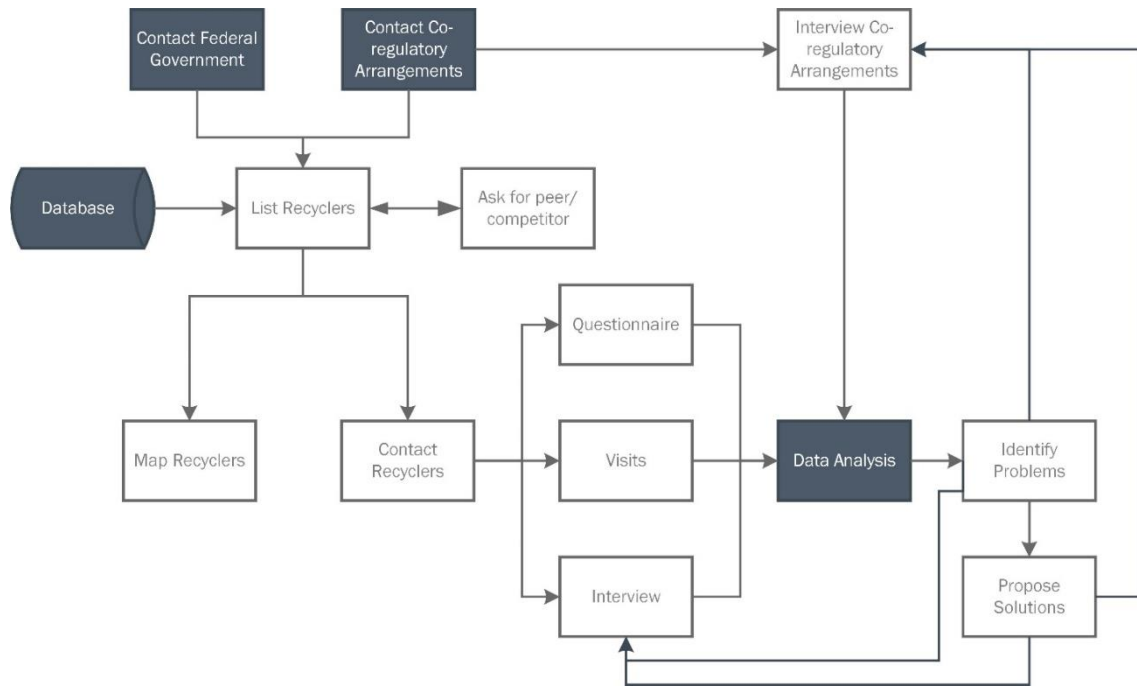 Contact Federal
Government
Contact Co-
regulatory
Arrangements
Interview Co-
regulatory
Arrangements
Database
List Recyclers
Ask for peer/
competitor
Questionnaire
Map Recyclers
Contact
Recyclers
Visits
Data Analysis
Identify
Problems
Interview
Propose
Solutions